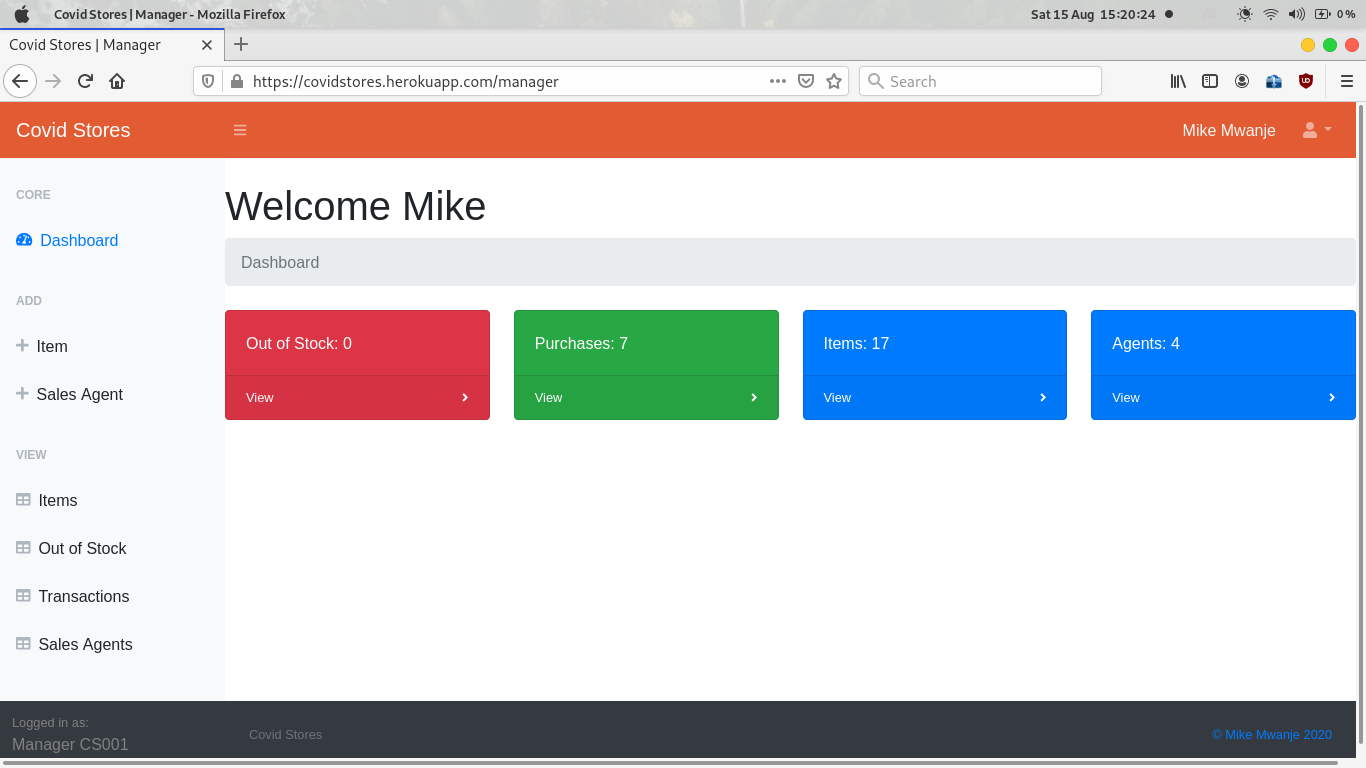 Covid Stores | Manager - Mozilla Firefox
Sat 15 Aug 15:20:24
0 %
Covid Stores | Manager
https://covidstores.herokuapp.com/manager
Search
Covid Stores
Mike Mwanje
CORE
Dashboard
ADD
Item
Sales Agent
VIEW
Items
Out of Stock
Transactions
Sales Agents
Logged in as:
Manager CS001
Welcome Mike
Dashboard
Out of Stock: 0
View
Purchases: 7
View
Items: 17
View
Agents: 4
View
Covid Stores
© Mike Mwanje 2020